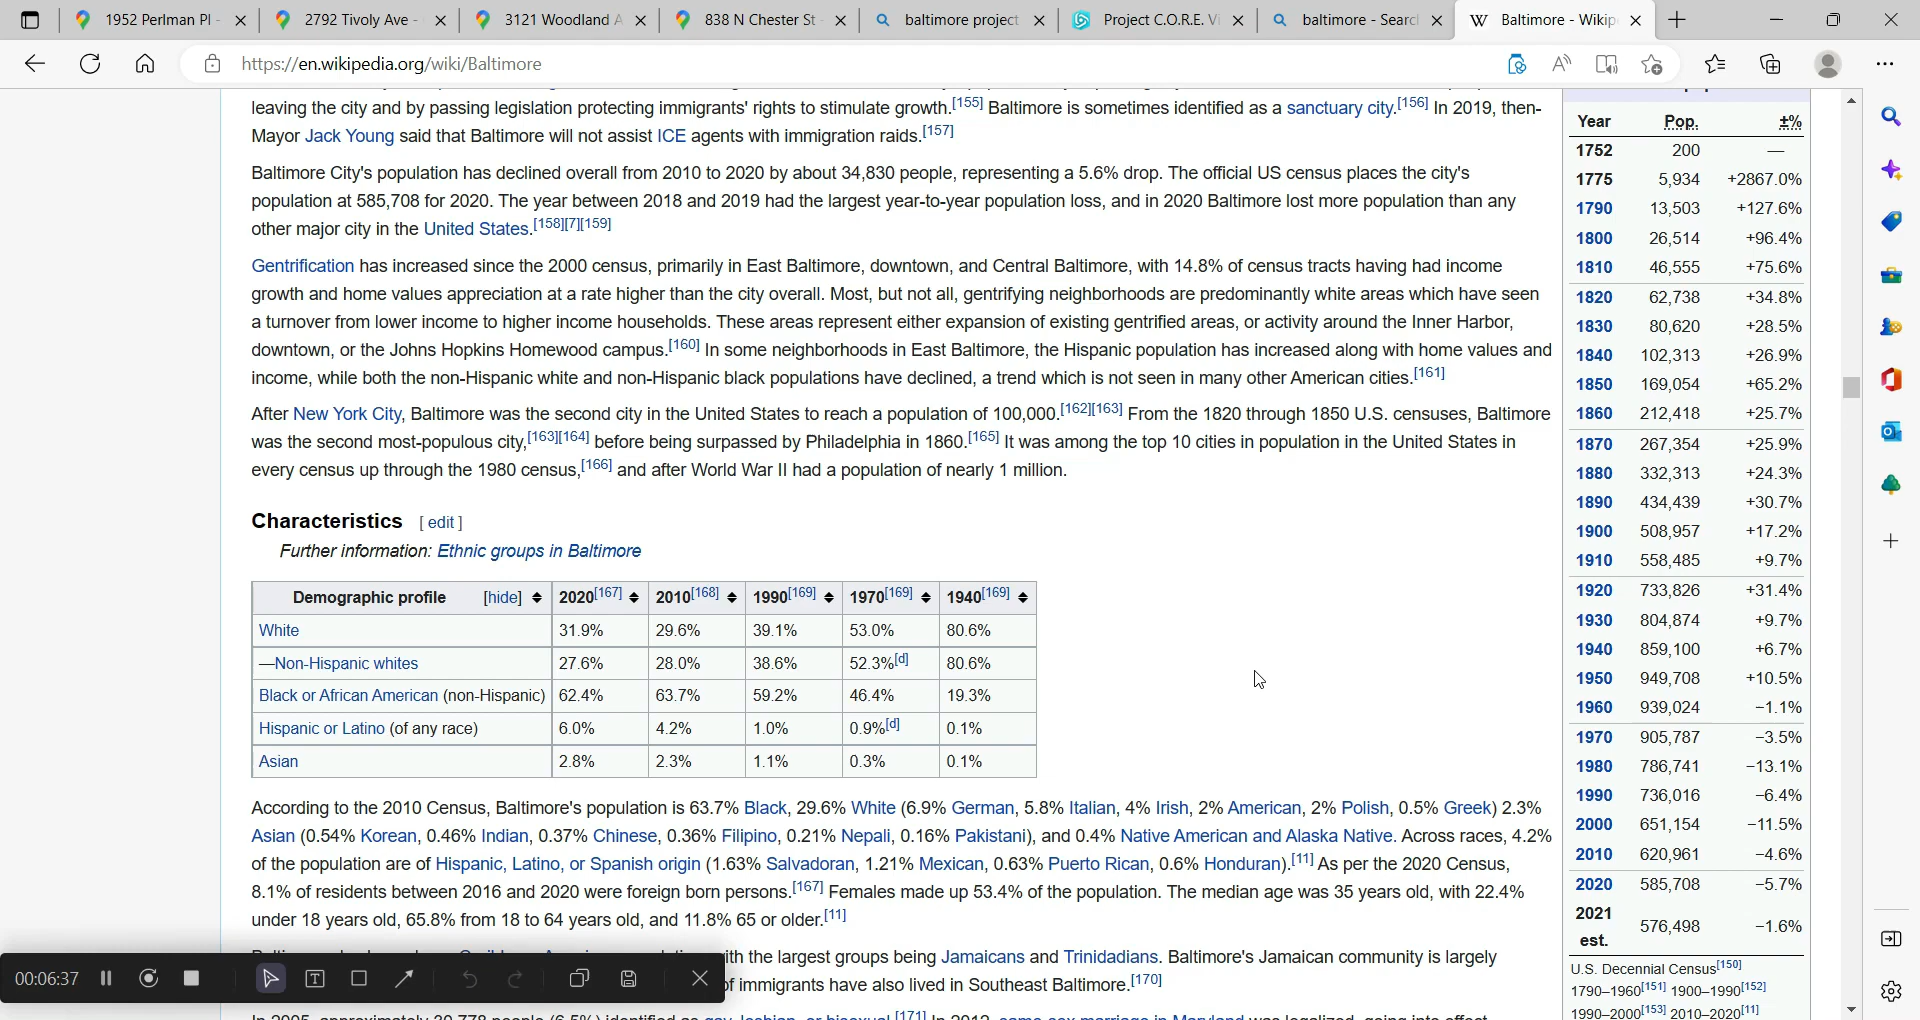 1952 Perlman Pl - 2792 Tivoly Ave - 3121 Woodland A 838 N Chester St - baltimore project Project C.O.R.E. Vi baltimore - Search Baltimore - Wikip
https://en.wikipedia.org/wiki/Baltimore
leaving the city and by passing legislation protecting immigrants' rights to stimulate growth.[155] Baltimore is sometimes identified as a sanctuary city.[156] In 2019, then-
Mayor Jack Young said that Baltimore will not assist ICE agents with immigration raids.[157]
Baltimore City's population has declined overall from 2010 to 2020 by about 34,830 people, representing a 5.6% drop. The official US census places the city's
population at 585,708 for 2020. The year between 2018 and 2019 had the largest year-to-year population loss, and in 2020 Baltimore lost more population than any
other major city in the United States.[158][7][159]
Gentrification has increased since the 2000 census, primarily in East Baltimore, downtown, and Central Baltimore, with 14.8% of census tracts having had income
growth and home values appreciation at a rate higher than the city overall. Most, but not all, gentrifying neighborhoods are predominantly white areas which have seen
a turnover from lower income to higher income households. These areas represent either expansion of existing gentrified areas, or activity around the Inner Harbor,
downtown, or the Johns Hopkins Homewood campus.[160] In some neighborhoods in East Baltimore, the Hispanic population has increased along with home values and
income, while both the non-Hispanic white and non-Hispanic black populations have declined, a trend which is not seen in many other American cities.[161]
After New York City, Baltimore was the second city in the United States to reach a population of 100,000.[162][163] From the 1820 through 1850 U.S. censuses, Baltimore
was the second most-populous city,[163][164] before being surpassed by Philadelphia in 1860.[165] It was among the top 10 cities in population in the United States in
every census up through the 1980 census,[166] and after World War II had a population of nearly 1 million.
Characteristics [ edit ]
Further information: Ethnic groups in Baltimore
Demographic profile [hide] 2020[167] 2010[168] 1990[169] 1970[169] 1940[169]
White 31.9% 29.6% 39.1% 53.0% 80.6%
—Non-Hispanic whites 27.6% 28.0% 38.6% 52.3%[d] 80.6%
Black or African American (non-Hispanic) 62.4% 63.7% 59.2% 46.4% 19.3%
Hispanic or Latino (of any race) 6.0% 4.2% 1.0% 0.9%[d] 0.1%
Asian 2.8% 2.3% 1.1% 0.3% 0.1%
According to the 2010 Census, Baltimore's population is 63.7% Black, 29.6% White (6.9% German, 5.8% Italian, 4% Irish, 2% American, 2% Polish, 0.5% Greek) 2.3%
Asian (0.54% Korean, 0.46% Indian, 0.37% Chinese, 0.36% Filipino, 0.21% Nepali, 0.16% Pakistani), and 0.4% Native American and Alaska Native. Across races, 4.2%
of the population are of Hispanic, Latino, or Spanish origin (1.63% Salvadoran, 1.21% Mexican, 0.63% Puerto Rican, 0.6% Honduran).[11] As per the 2020 Census,
8.1% of residents between 2016 and 2020 were foreign born persons.[167] Females made up 53.4% of the population. The median age was 35 years old, with 22.4%
under 18 years old, 65.8% from 18 to 64 years old, and 11.8% 65 or older.[11]
with the largest groups being Jamaicans and Trinidadians. Baltimore's Jamaican community is largely
of immigrants have also lived in Southeast Baltimore.[170]
Year Pop. ±%
1752 200 —
1775 5,934 +2867.0%
1790 13,503 +127.6%
1800 26,514 +96.4%
1810 46,555 +75.6%
1820 62,738 +34.8%
1830 80,620 +28.5%
1840 102,313 +26.9%
1850 169,054 +65.2%
1860 212,418 +25.7%
1870 267,354 +25.9%
1880 332,313 +24.3%
1890 434,439 +30.7%
1900 508,957 +17.2%
1910 558,485 +9.7%
1920 733,826 +31.4%
1930 804,874 +9.7%
1940 859,100 +6.7%
1950 949,708 +10.5%
1960 939,024 −1.1%
1970 905,787 −3.5%
1980 786,741 −13.1%
1990 736,016 −6.4%
2000 651,154 −11.5%
2010 620,961 −4.6%
2020 585,708 −5.7%
2021
est. 576,498 −1.6%
U.S. Decennial Census[150]
1790–1960[151] 1900–1990[152]
1990–2000[153] 2010–2020[11]
00:06:37